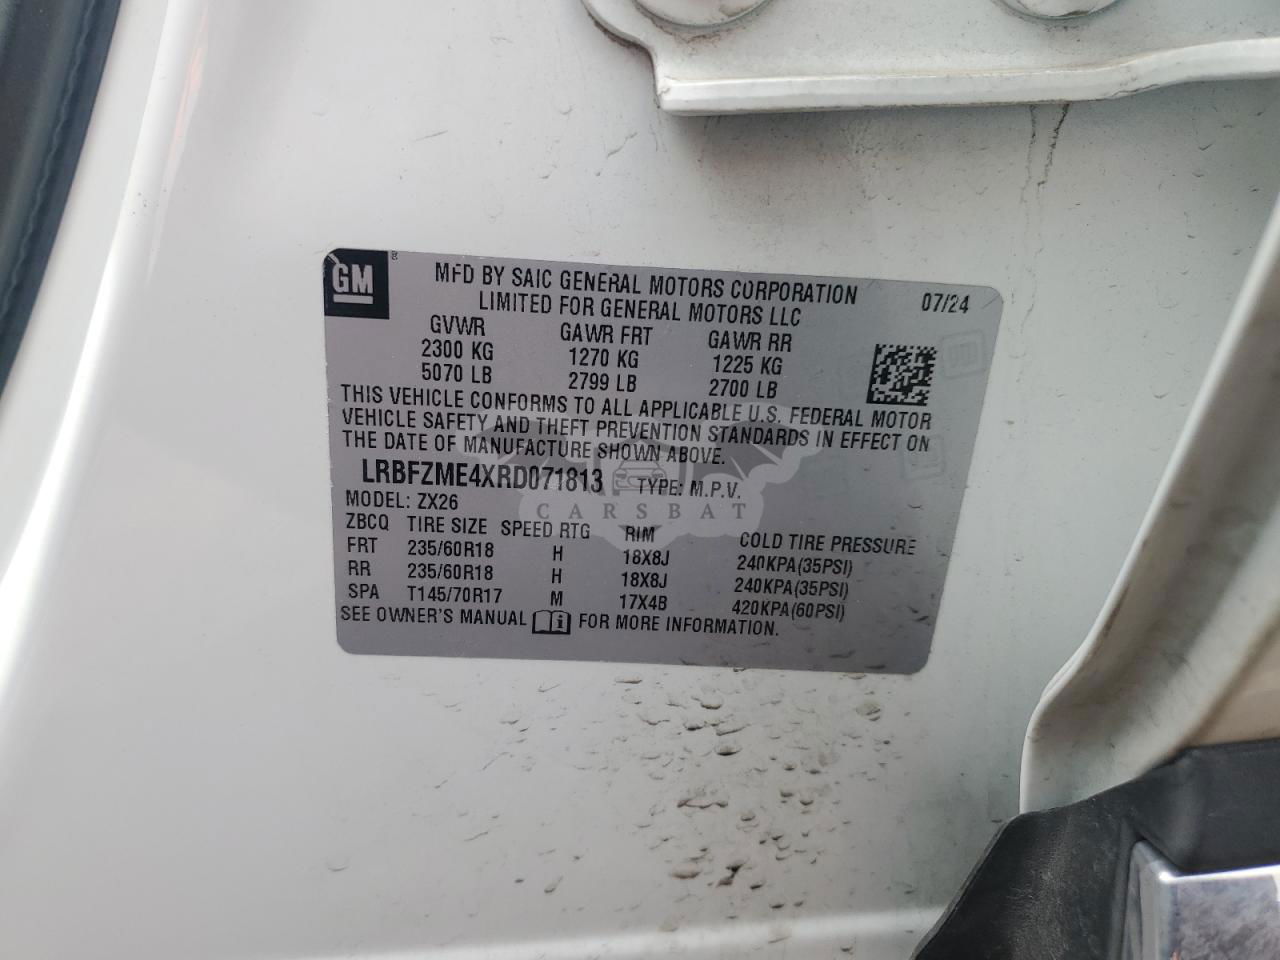 GM
MFD BY SAIC GENERAL MOTORS CORPORATION 07/24
LIMITED FOR GENERAL MOTORS LLC
GVWR GAWR FRT GAWR RR
2300 KG 1270 KG 1225 KG
5070 LB 2799 LB 2700 LB
THIS VEHICLE CONFORMS TO ALL APPLICABLE U.S. FEDERAL MOTOR
VEHICLE SAFETY AND THEFT PREVENTION STANDARDS IN EFFECT ON
THE DATE OF MANUFACTURE SHOWN ABOVE.
LRBFZME4XRD071813 TYPE: M.P.V.
MODEL: ZX26
CARSBAT
ZBCQ TIRE SIZE SPEED RTG RIM COLD TIRE PRESSURE
FRT 235/60R18 H 18X8J 240KPA(35PSI)
RR 235/60R18 H 18X8J 240KPA(35PSI)
SPA T145/70R17 M 17X4B 420KPA(60PSI)
SEE OWNER'S MANUAL FOR MORE INFORMATION.